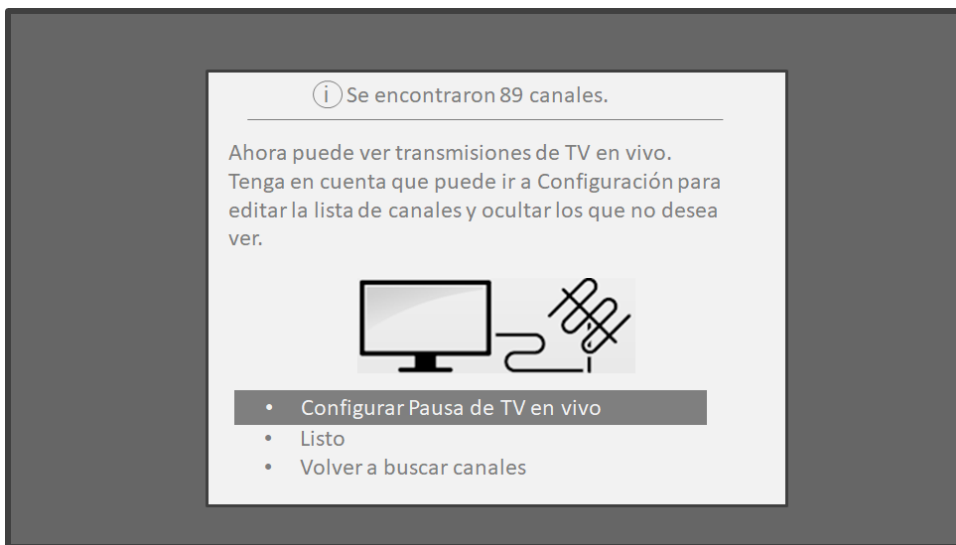 i Se encontraron 89 canales.
Ahora puede ver transmisiones de TV en vivo.
Tenga en cuenta que puede ir a Configuración para
editar la lista de canales y ocultar los que no desea
ver.
• Configurar Pausa de TV en vivo
• Listo
• Volver a buscar canales